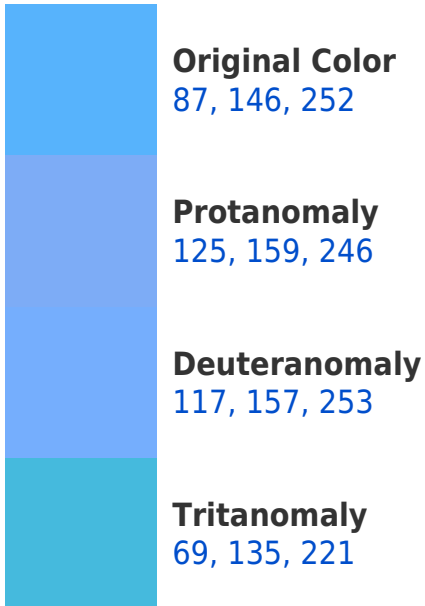 Original Color
87, 146, 252
Protanomaly
125, 159, 246
Deuteranomaly
117, 157, 253
Tritanomaly
69, 135, 221